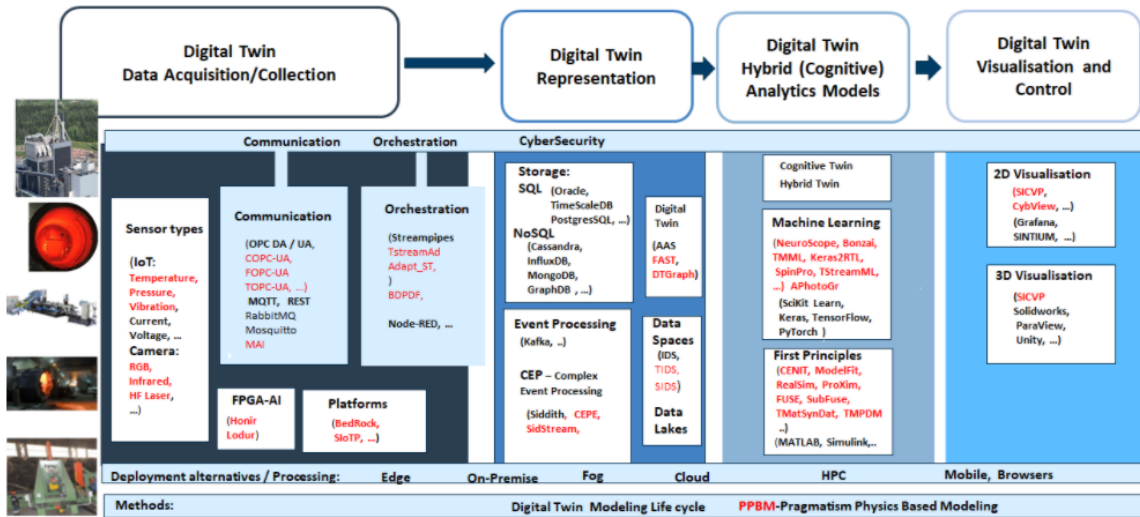 Digital Twin
Data Acquisition/Collection
Digital Twin
Representation
Digital Twin
Hybrid (Cognitive)
Analytics Models
Digital Twin
Visualisation and
Control
Communication
Orchestration
CyberSecurity
Sensor types
(IoT:
Temperature,
Pressure,
Vibration,
Current,
Voltage, ...
Camera:
RGB,
Infrared,
HF Laser,
...)
Communication
(OPC DA / UA,
COPC-UA,
FOPC-UA
TOPC-UA, ...)
MQTT, REST
RabbitMQ
Mosquitto
MAI
Orchestration
(Streampipes
TstreamAd
Adapt_ST,
)
BDPDF,
Node-RED, ...
FPGA-AI
(Honir
Lodur)
Platforms
(BedRock,
SIoTP, ...)
Storage:
SQL (Oracle,
TimeScaleDB
PostgresSQL, ...)
NoSQL
(Cassandra,
InfluxDB,
MongoDB,
GraphDB , ...)
Digital
Twin
(AAS
FAST,
DTGraph)
Event Processing
(Kafka, ..)
CEP – Complex
Event Processing
(Siddith, CEPE,
SidStream,
Data
Spaces
(IDS,
TIDS,
SIDS)
Data
Lakes
Cognitive Twin
Hybrid Twin
Machine Learning
(NeuroScope, Bonzai,
TMML, Keras2RTL,
SpinPro, TStreamML,
...) APhotoGr
(SciKit Learn,
Keras, TensorFlow,
PyTorch )
First Principles
(CENIT, ModelFit,
RealSim, ProXim,
FUSE, SubFuse,
TMatSynDat, TMPDM
..)
(MATLAB, Simulink,..
2D Visualisation
(SICVP,
CybView, ...)
(Grafana,
SINTIUM, ...)
3D Visualisation
(SICVP
Solidworks,
ParaView,
Unity, ...)
Deployment alternatives / Processing: Edge On-Premise Fog Cloud HPC Mobile, Browsers
Methods: Digital Twin Modeling Life cycle PPBM-Pragmatism Physics Based Modeling